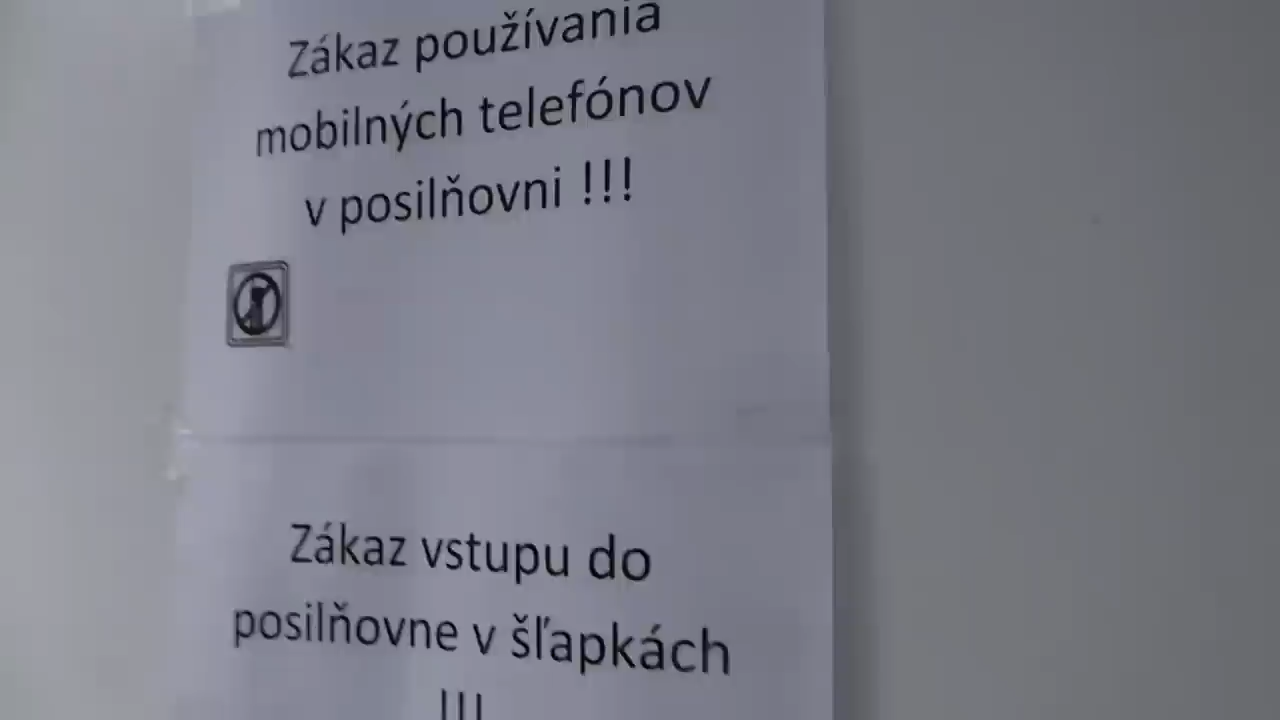 Zákaz používania
mobilných telefónov
v posilňovni !!!
Zákaz vstupu do
posilňovne v šľapkách
!!!